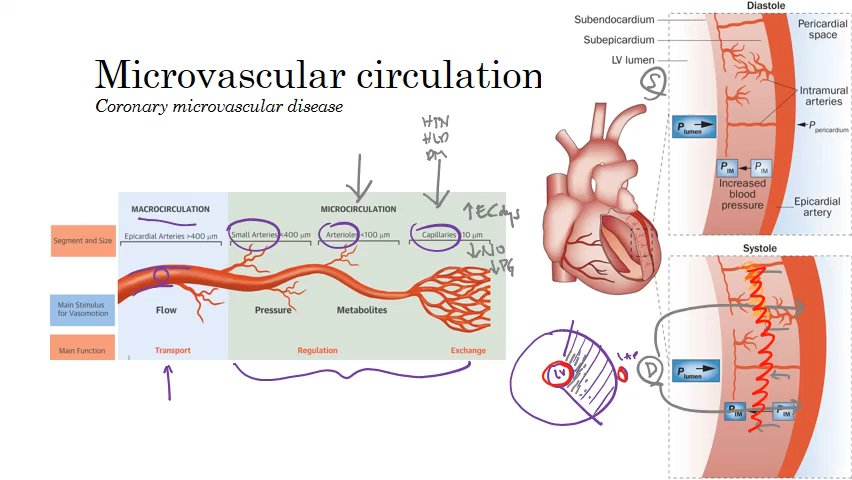 Microvascular circulation
Coronary microvascular disease
HTN
HLD
DM
MACROCIRCULATION
MICROCIRCULATION
Segment and Size
Epicardial Arteries >400 μm
Small Arteries <400 μm
Arterioles <100 μm
Capillaries 10 μm
↑EC dys
↓NO
↓PG
Main Stimulus
for Vasomotion
Flow
Pressure
Metabolites
Main Function
Transport
Regulation
Exchange
LV
Diastole
Subendocardium
Subepicardium
LV lumen
Pericardial
space
S
Intramural
arteries
P lumen
P pericardium
P IM
P IM
Increased
blood
pressure
Epicardial
artery
Systole
D
P lumen
P IM
P IM